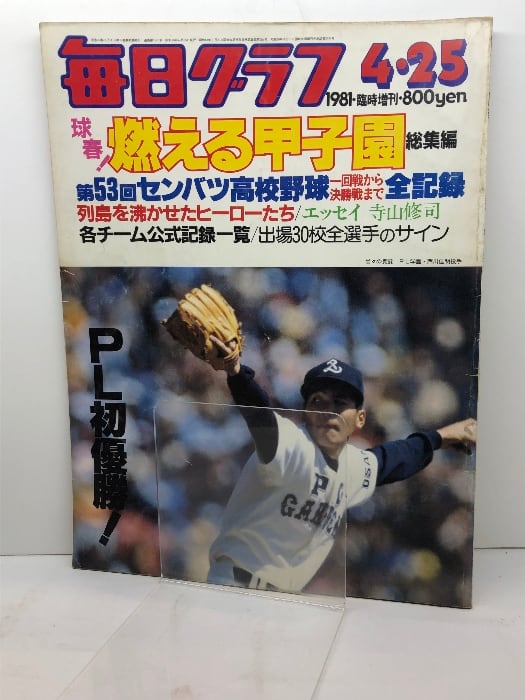 毎日グラフ
4・25
1981・臨時増刊・800yen
球春!
燃える甲子園
総集編
第53回センバツ高校野球
一回戦から
決勝戦まで
全記録
列島を沸かせたヒーローたち/エッセイ 寺山修司
各チーム公式記録一覧/出場30校全選手のサイン
PL初優勝!
P
USA